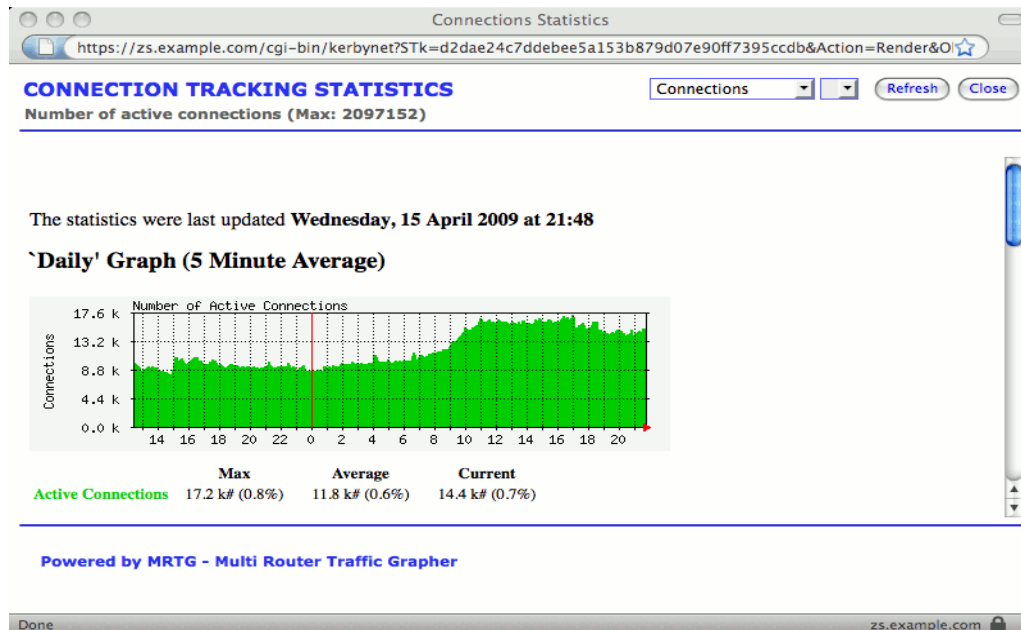 Connections Statistics
https://zs.example.com/cgi-bin/kerbynet?STk=d2dae24c7ddebee5a153b879d07e90ff7395ccdb&Action=Render&O
CONNECTION TRACKING STATISTICS
Connections
Refresh
Close
Number of active connections (Max: 2097152)
The statistics were last updated Wednesday, 15 April 2009 at 21:48
`Daily' Graph (5 Minute Average)
Number of Active Connections
Connections
17.6 k
13.2 k
8.8 k
4.4 k
0.0 k
14 16 18 20 22 0 2 4 6 8 10 12 14 16 18 20
Max Average Current
Active Connections 17.2 k# (0.8%) 11.8 k# (0.6%) 14.4 k# (0.7%)
Powered by MRTG - Multi Router Traffic Grapher
Done zs.example.com